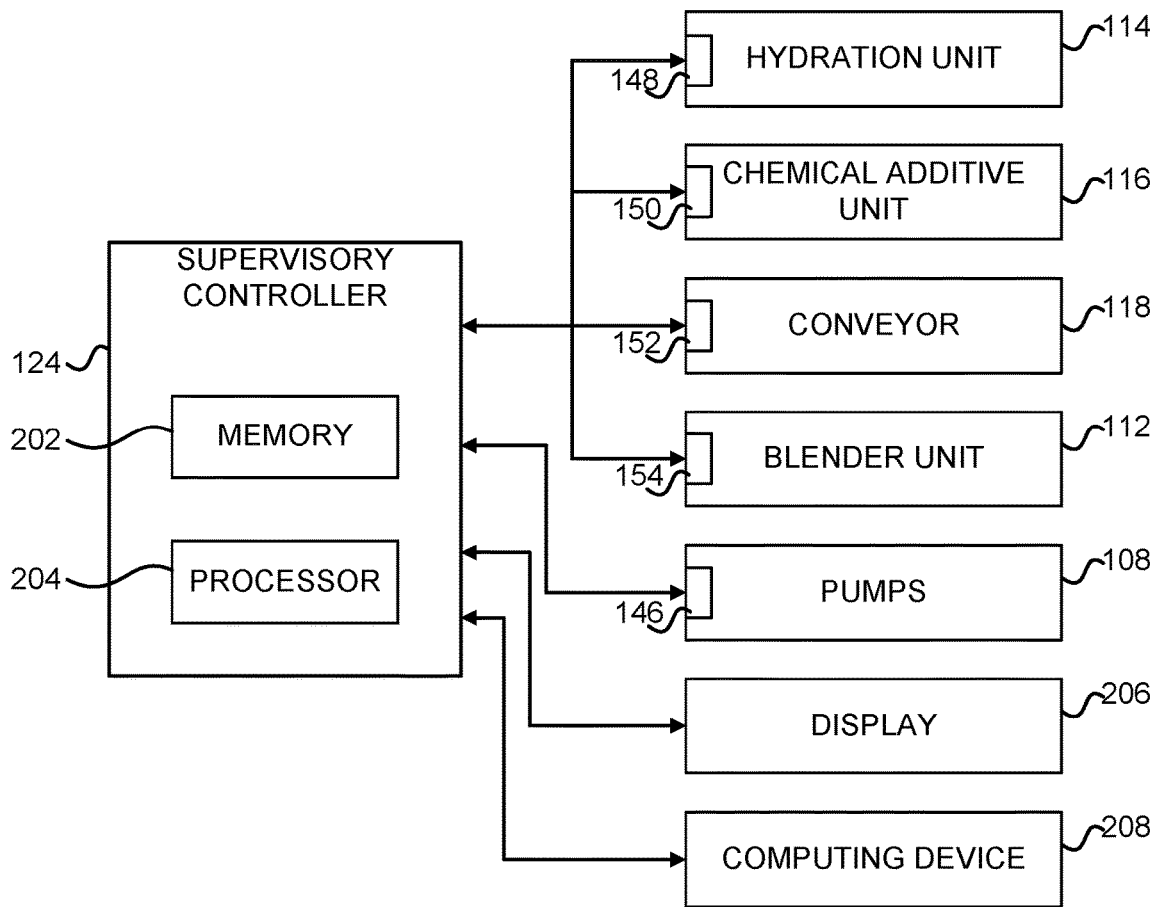 HYDRATION UNIT
114
148
CHEMICAL ADDITIVE
UNIT
116
150
SUPERVISORY
CONTROLLER
CONVEYOR
118
152
124
MEMORY
202
BLENDER UNIT
112
154
PROCESSOR
204
PUMPS
108
146
DISPLAY
206
COMPUTING DEVICE
208